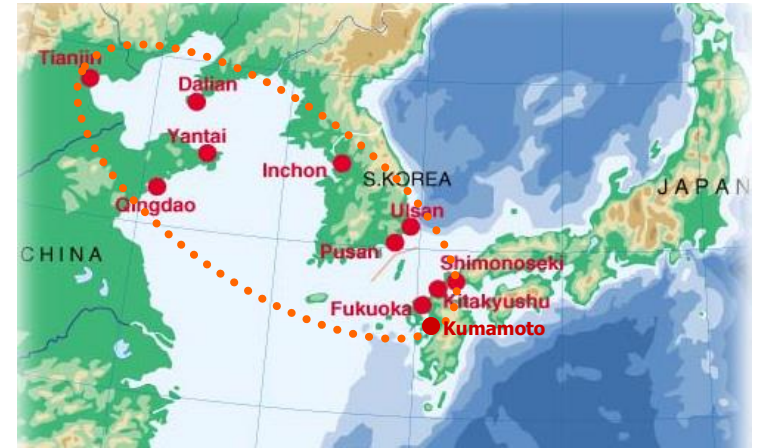 Tianjin
Dalian
Yantai
Inchon
S.KOREA
JAPAN
Qingdao
Ulsan
Pusan
CHINA
Shimonoseki
Kitakyushu
Fukuoka
Kumamoto